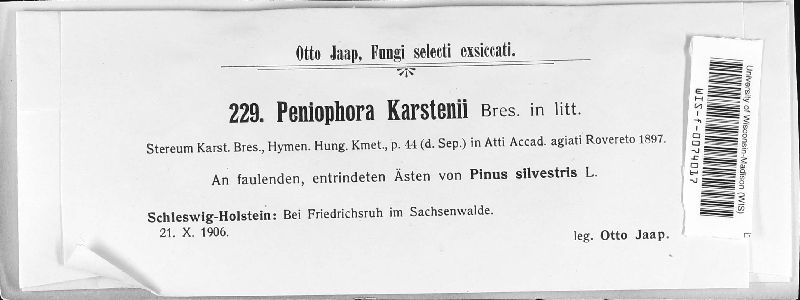 Otto Jaap, Fungi selecti exsiccati.
229. Peniophora Karstenii Bres. in litt.
Stereum Karst. Bres., Hymen. Hung. Kmet., p. 44 (d. Sep.) in Atti Accad. agiati Rovereto 1897.
An faulenden, entrindeten Ästen von Pinus silvestris L.
Schleswig-Holstein: Bei Friedrichsruh im Sachsenwalde.
21. X. 1906.
leg. Otto Jaap.
University of Wisconsin-Madison (WIS)
WIS-f-0074017